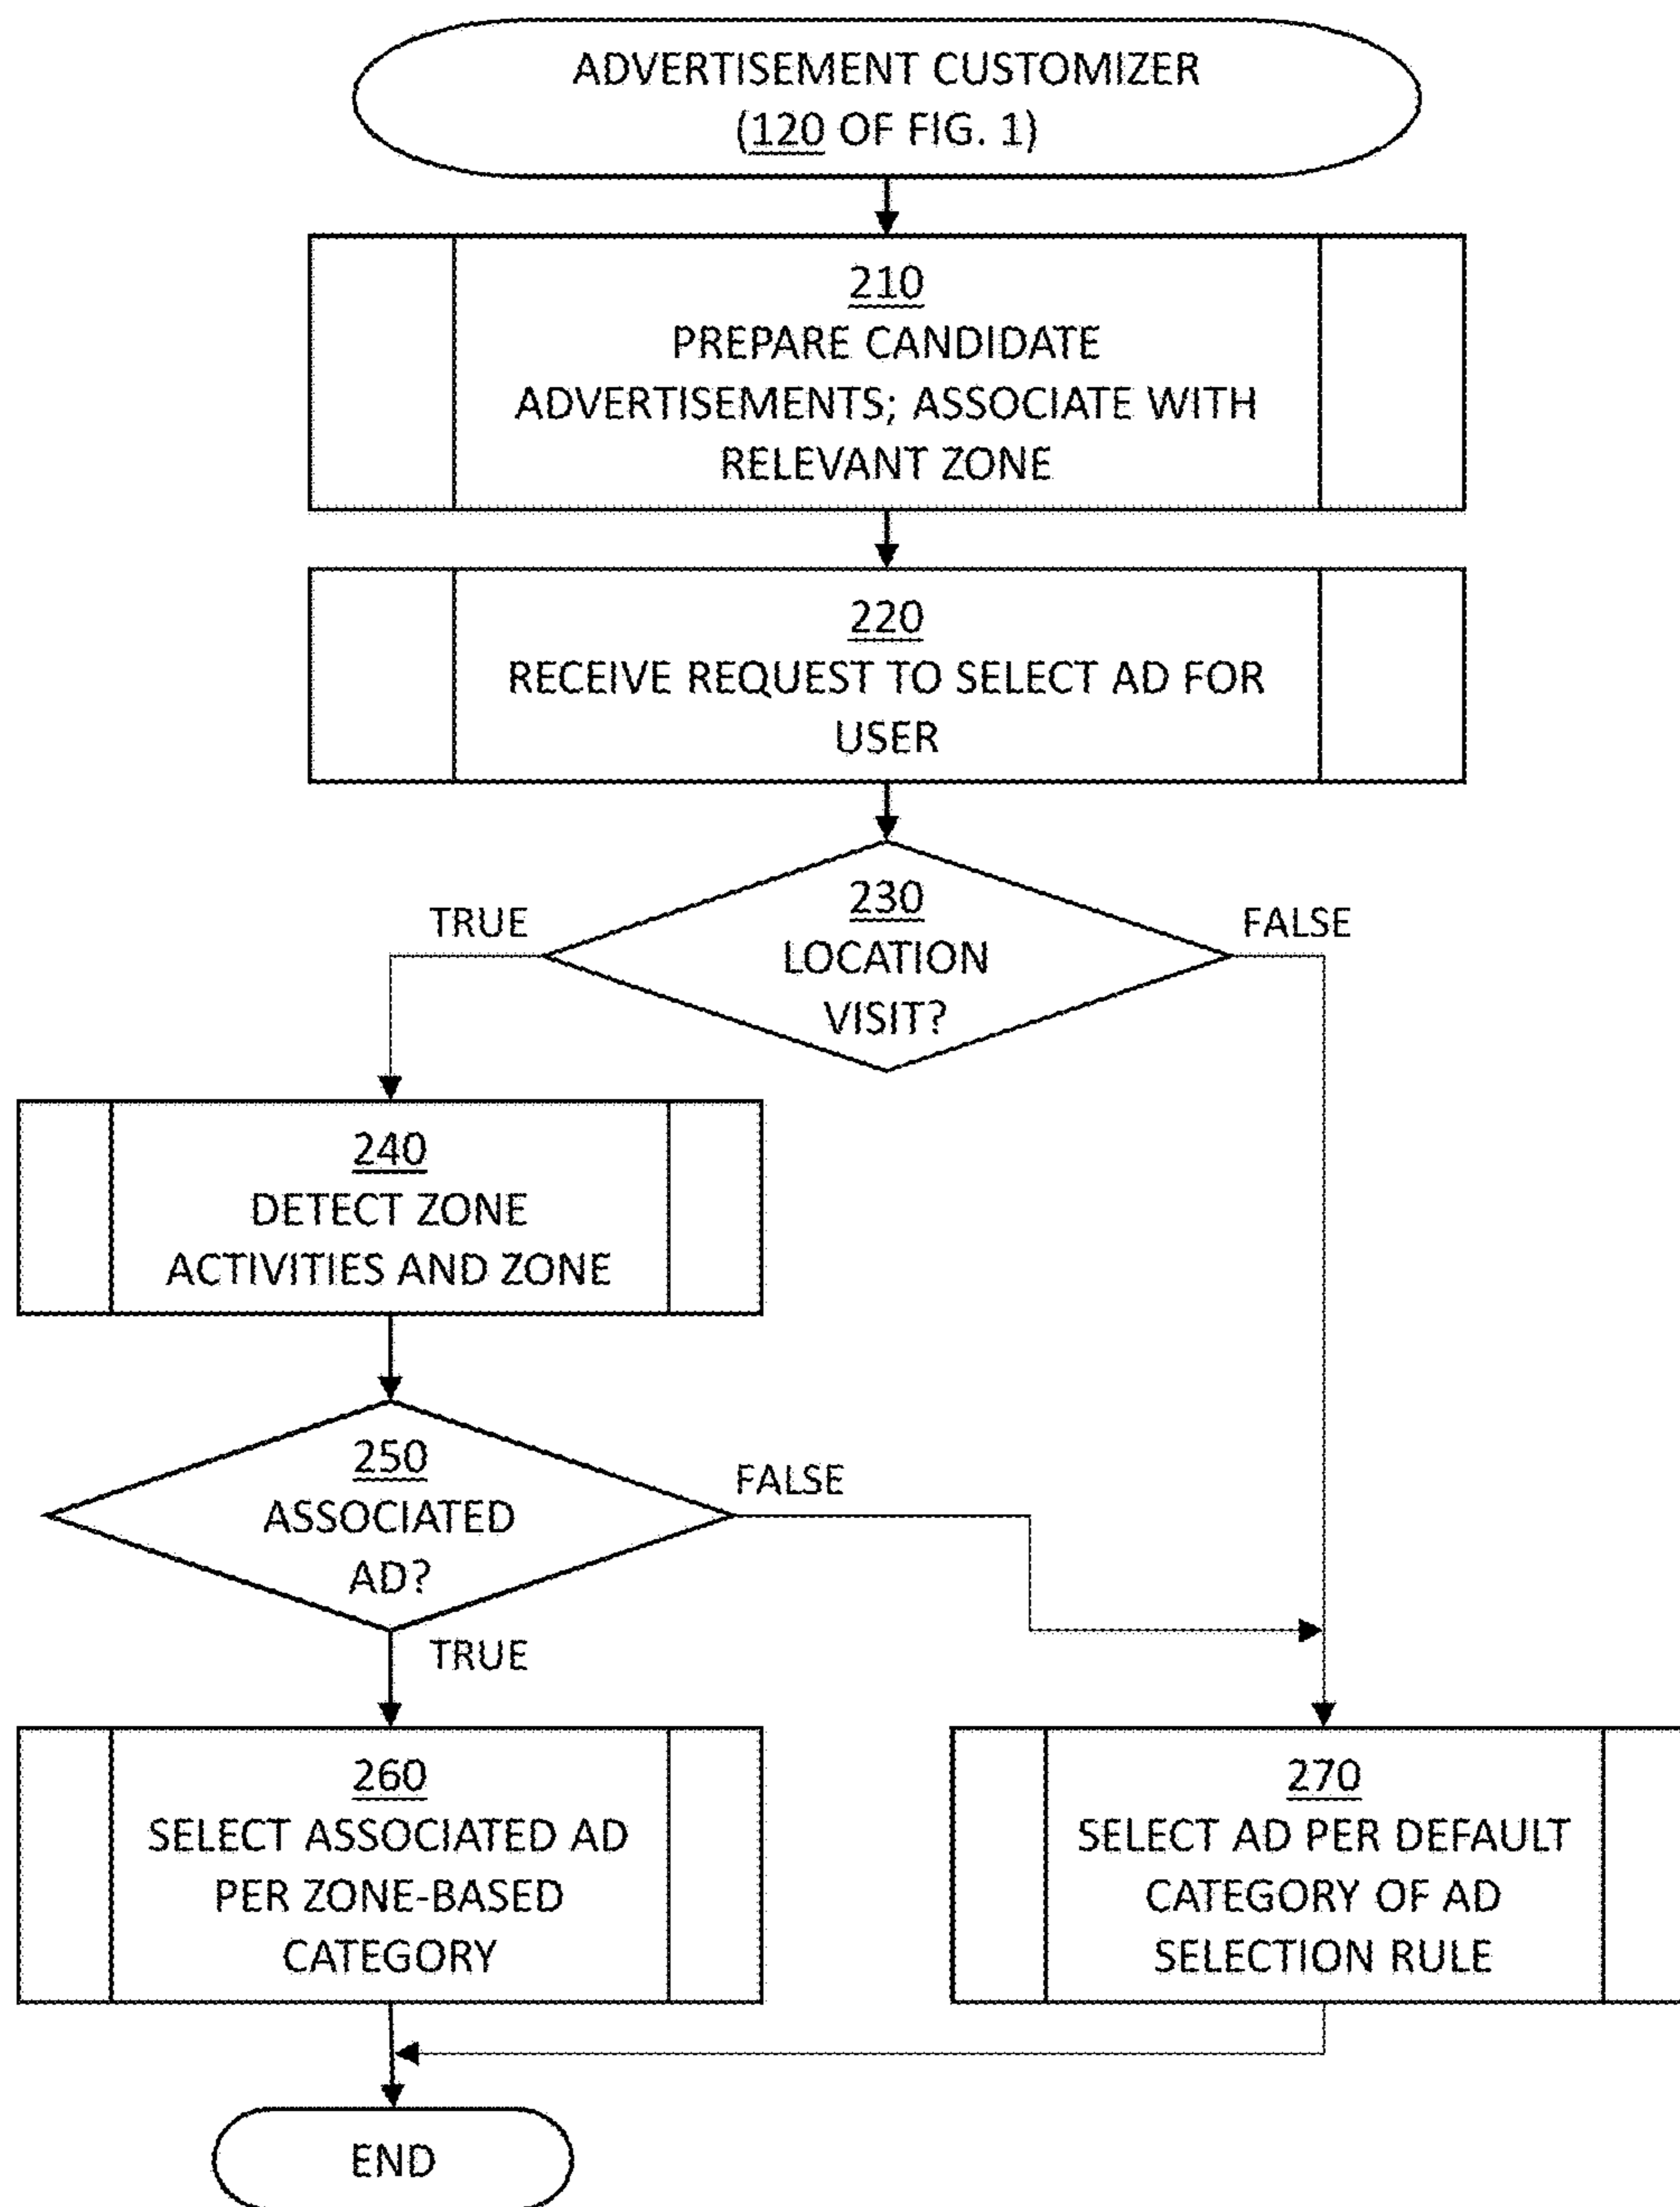 ADVERTISEMENT CUSTOMIZER
(120 OF FIG. 1)
210
PREPARE CANDIDATE
ADVERTISEMENTS; ASSOCIATE WITH
RELEVANT ZONE
220
RECEIVE REQUEST TO SELECT AD FOR
USER
230
LOCATION
VISIT?
TRUE
FALSE
240
DETECT ZONE
ACTIVITIES AND ZONE
250
ASSOCIATED
AD?
FALSE
TRUE
260
SELECT ASSOCIATED AD
PER ZONE-BASED
CATEGORY
270
SELECT AD PER DEFAULT
CATEGORY OF AD
SELECTION RULE
END